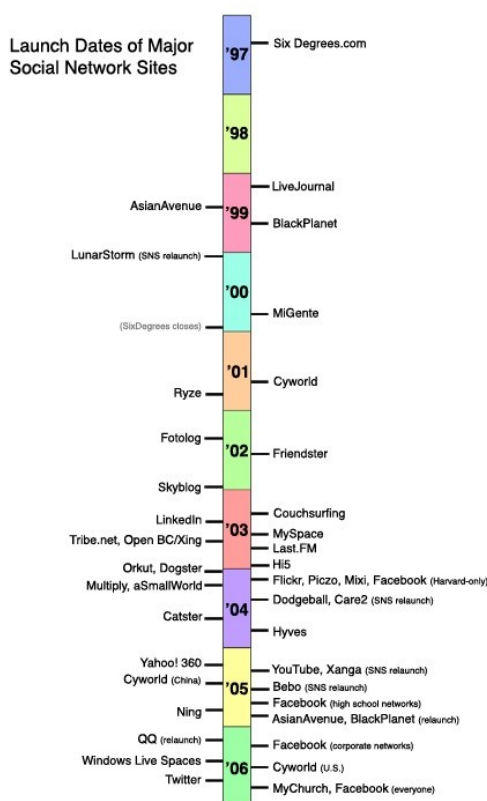 Launch Dates of Major
Social Network Sites
'97
Six Degrees.com
'98
'99
LiveJournal
AsianAvenue
BlackPlanet
LunarStorm (SNS relaunch)
'00
MiGente
(SixDegrees closes)
'01
Cyworld
Ryze
'02
Fotolog
Friendster
Skyblog
'03
Couchsurfing
LinkedIn
MySpace
Tribe.net, Open BC/Xing
Last.FM
Hi5
Orkut, Dogster
Flickr, Piczo, Mixi, Facebook (Harvard-only)
Multiply, aSmallWorld
'04
Dodgeball, Care2 (SNS relaunch)
Catster
Hyves
Yahoo! 360
YouTube, Xanga (SNS relaunch)
Cyworld (China)
'05
Bebo (SNS relaunch)
Facebook (high school networks)
Ning
AsianAvenue, BlackPlanet (relaunch)
QQ (relaunch)
Facebook (corporate networks)
Windows Live Spaces
'06
Cyworld (U.S.)
Twitter
MyChurch, Facebook (everyone)